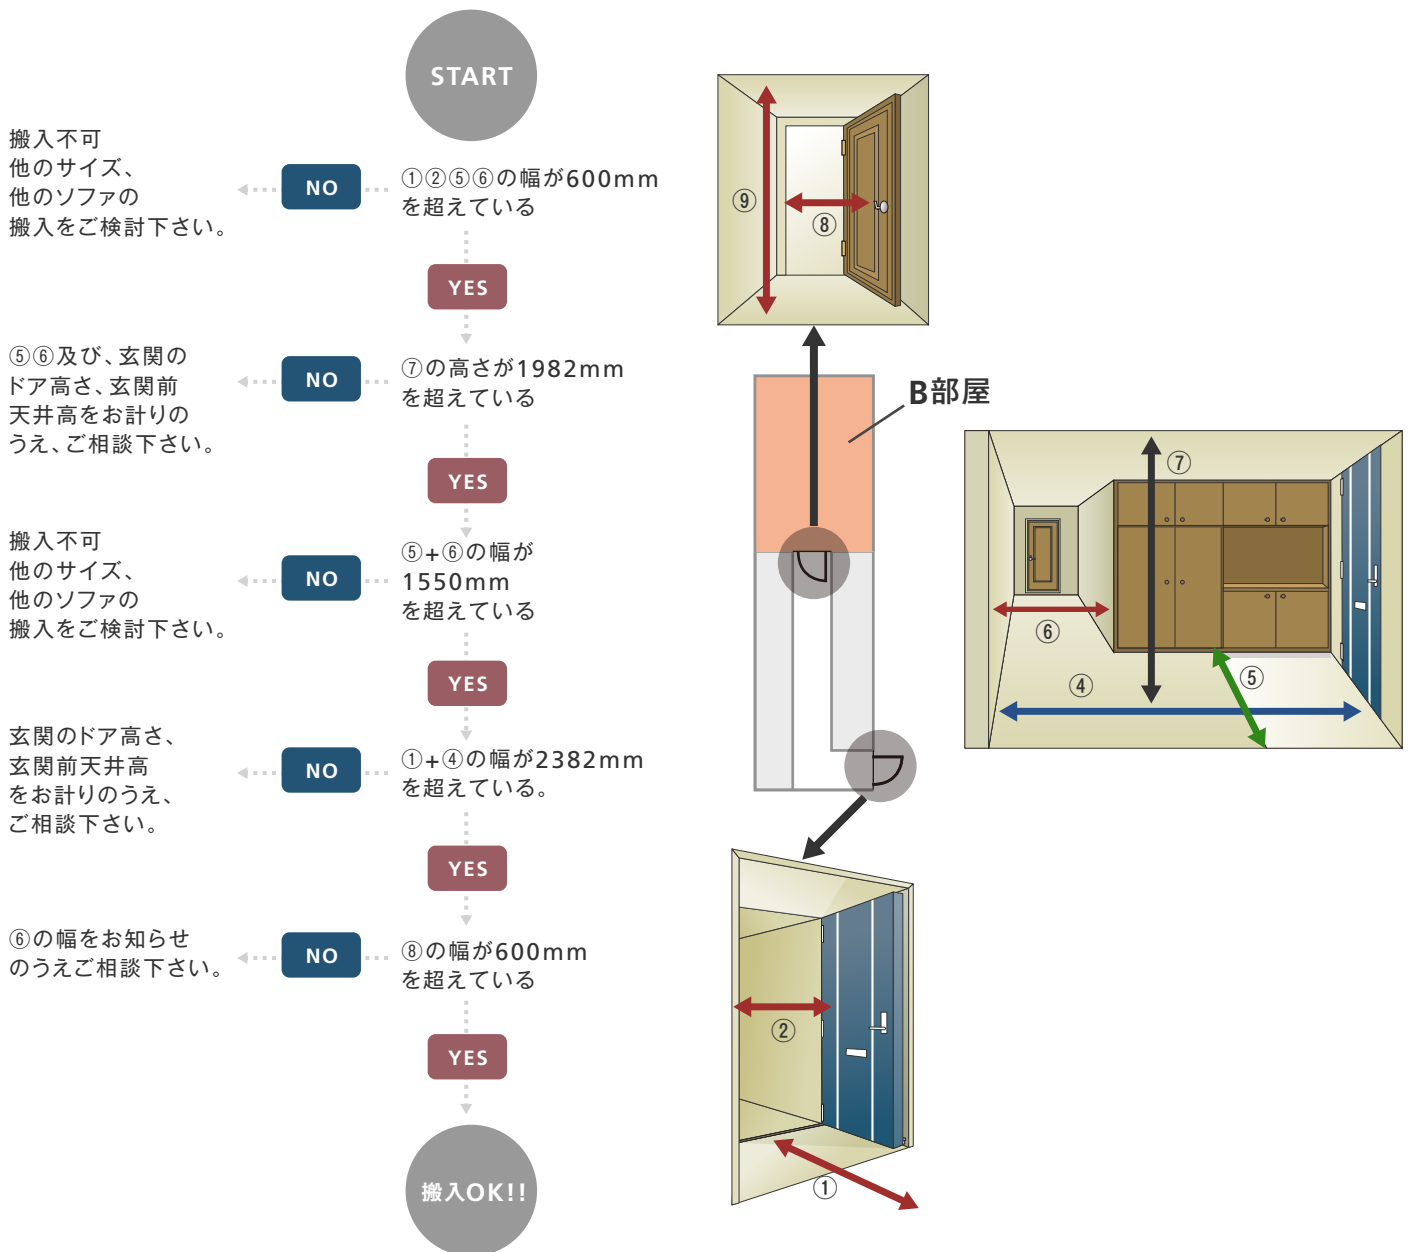 START
①②⑤⑥の幅が600mm
を超えている
NO
搬入不可
他のサイズ、
他のソファの
搬入をご検討下さい。
YES
⑦の高さが1982mm
を超えている
NO
⑤⑥及び、玄関の
ドア高さ、玄関前
天井高をお計りの
うえ、ご相談下さい。
YES
⑤+⑥の幅が
1550mm
を超えている
NO
搬入不可
他のサイズ、
他のソファの
搬入をご検討下さい。
YES
①+④の幅が2382mm
を超えている。
NO
玄関のドア高さ、
玄関前天井高
をお計りのうえ、
ご相談下さい。
YES
⑧の幅が600mm
を超えている
NO
⑥の幅をお知らせ
のうえご相談下さい。
YES
搬入OK!!
⑨
⑧
B部屋
⑦
⑥
④
⑤
②
①